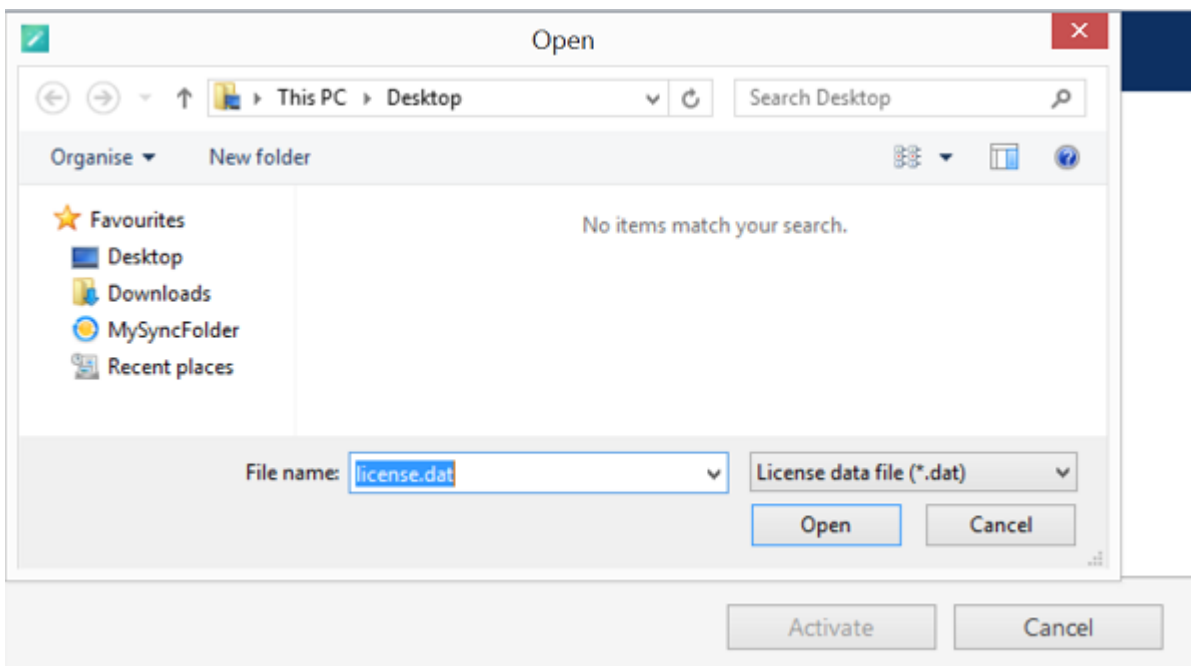 Open
This PC Desktop
Search Desktop
Organise
New folder
Favourites
No items match your search.
Desktop
Downloads
MySyncFolder
Recent places
File name: license.dat
License data file (*.dat)
Open
Cancel
Activate
Cancel